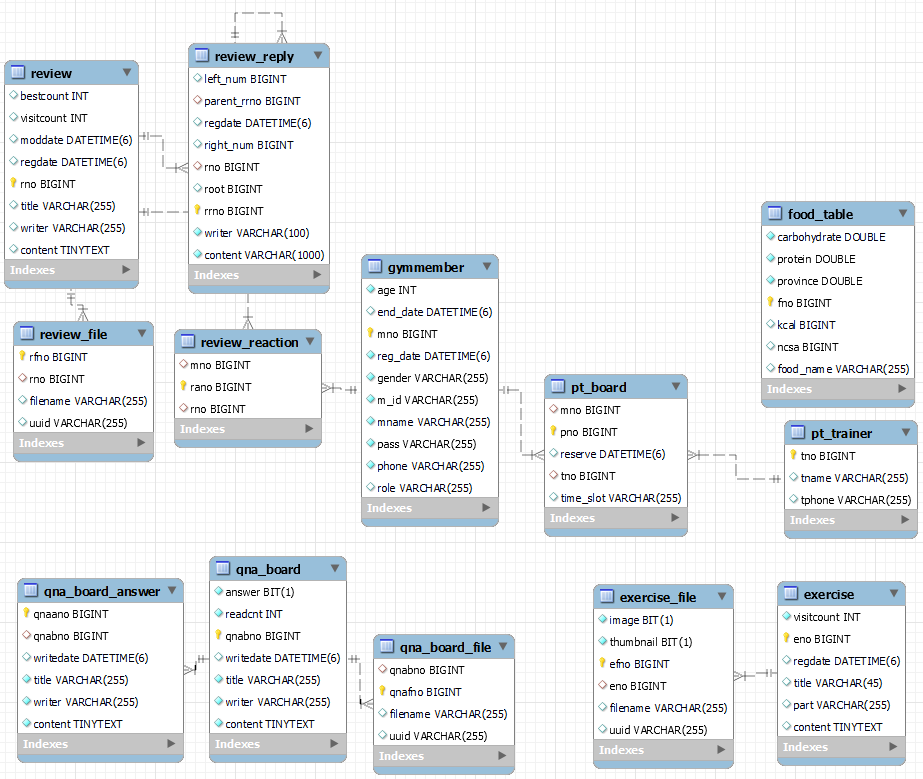 review
bestcount INT
visitcount INT
moddate DATETIME(6)
regdate DATETIME(6)
rno BIGINT
title VARCHAR(255)
writer VARCHAR(255)
content TINYTEXT
Indexes
review_reply
left_num BIGINT
parent_rrno BIGINT
regdate DATETIME(6)
right_num BIGINT
rno BIGINT
root BIGINT
rrno BIGINT
writer VARCHAR(100)
content VARCHAR(1000)
Indexes
food_table
carbohydrate DOUBLE
protein DOUBLE
province DOUBLE
fno BIGINT
kcal BIGINT
ncsa BIGINT
food_name VARCHAR(255)
Indexes
gymmember
age INT
end_date DATETIME(6)
mno BIGINT
reg_date DATETIME(6)
gender VARCHAR(255)
m_id VARCHAR(255)
mname VARCHAR(255)
pass VARCHAR(255)
phone VARCHAR(255)
role VARCHAR(255)
Indexes
review_file
rfno BIGINT
rno BIGINT
filename VARCHAR(255)
uuid VARCHAR(255)
Indexes
review_reaction
mno BIGINT
rano BIGINT
rno BIGINT
Indexes
pt_board
mno BIGINT
pno BIGINT
reserve DATETIME(6)
tno BIGINT
time_slot VARCHAR(255)
Indexes
pt_trainer
tno BIGINT
tname VARCHAR(255)
tphone VARCHAR(255)
Indexes
qna_board_answer
qnaano BIGINT
qnabno BIGINT
writedate DATETIME(6)
title VARCHAR(255)
writer VARCHAR(255)
content TINYTEXT
Indexes
qna_board
answer BIT(1)
readcnt INT
qnabno BIGINT
writedate DATETIME(6)
title VARCHAR(255)
writer VARCHAR(255)
content TINYTEXT
Indexes
qna_board_file
qnabno BIGINT
qnafno BIGINT
filename VARCHAR(255)
uuid VARCHAR(255)
Indexes
exercise_file
image BIT(1)
thumbnail BIT(1)
efno BIGINT
eno BIGINT
filename VARCHAR(255)
uuid VARCHAR(255)
Indexes
exercise
visitcount INT
eno BIGINT
regdate DATETIME(6)
title VARCHAR(45)
part VARCHAR(255)
content TINYTEXT
Indexes